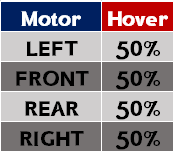 Motor Hover
LEFT 50%
FRONT 50%
REAR 50%
RIGHT 50%